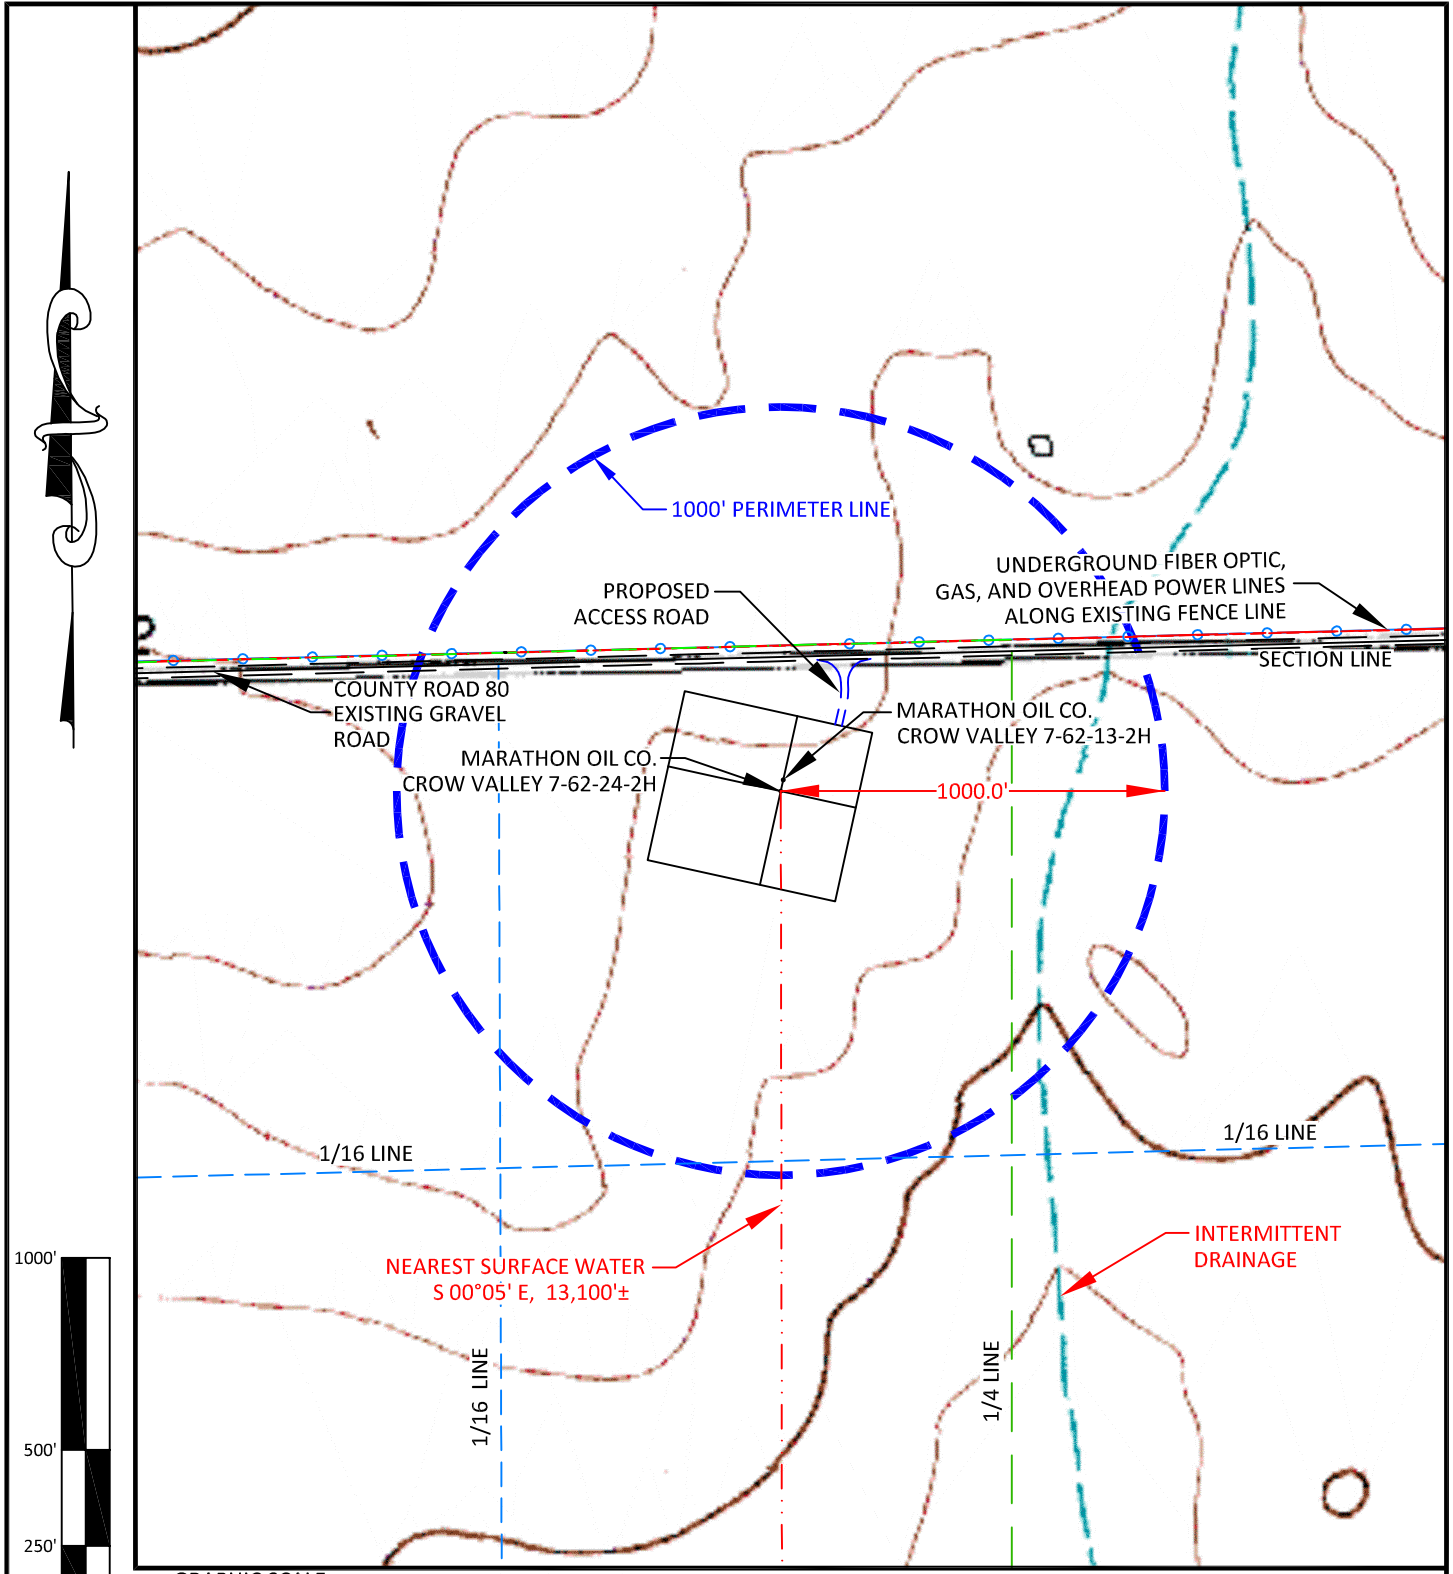 1000' PERIMETER LINE
UNDERGROUND FIBER OPTIC,
GAS, AND OVERHEAD POWER LINES
ALONG EXISTING FENCE LINE
PROPOSED
ACCESS ROAD
SECTION LINE
COUNTY ROAD 80
EXISTING GRAVEL
ROAD
MARATHON OIL CO.
CROW VALLEY 7-62-13-2H
MARATHON OIL CO.
CROW VALLEY 7-62-24-2H
1000.0'
1/16 LINE
1/16 LINE
NEAREST SURFACE WATER
S 00°05' E, 13,100'±
INTERMITTENT
DRAINAGE
1/16 LINE
1/4 LINE
1000'
500'
250'